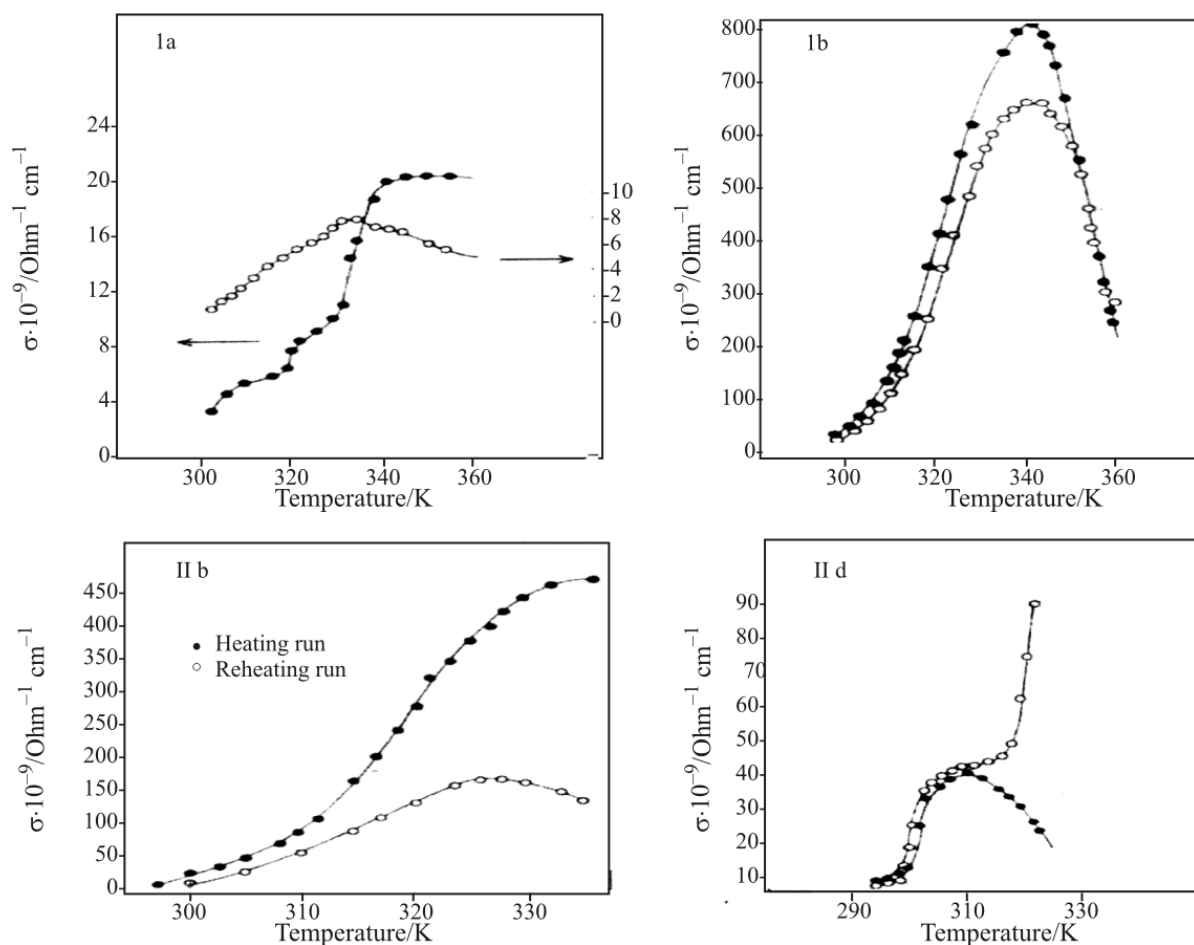 1a
σ·10⁻⁹/Ohm⁻¹ cm⁻¹
24
20
16
12
8
4
0
10
8
6
4
2
0
300 320 340 360
Temperature/K
1b
σ·10⁻⁹/Ohm⁻¹ cm⁻¹
800
700
600
500
400
300
200
100
0
300 320 340 360
Temperature/K
II b
σ·10⁻⁹/Ohm⁻¹ cm⁻¹
450
400
350
300
250
200
150
100
50
0
Heating run
Reheating run
300 310 320 330
Temperature/K
II d
σ·10⁻⁹/Ohm⁻¹ cm⁻¹
90
80
70
60
50
40
30
20
10
290 310 330
Temperature/K